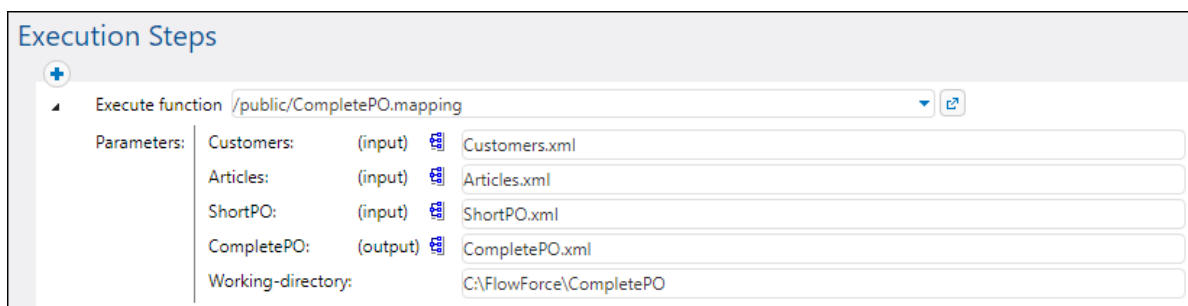 Execution Steps
Execute function /public/CompletePO.mapping
Parameters: Customers: (input) Customers.xml
Articles: (input) Articles.xml
ShortPO: (input) ShortPO.xml
CompletePO: (output) CompletePO.xml
Working-directory: C:\FlowForce\CompletePO